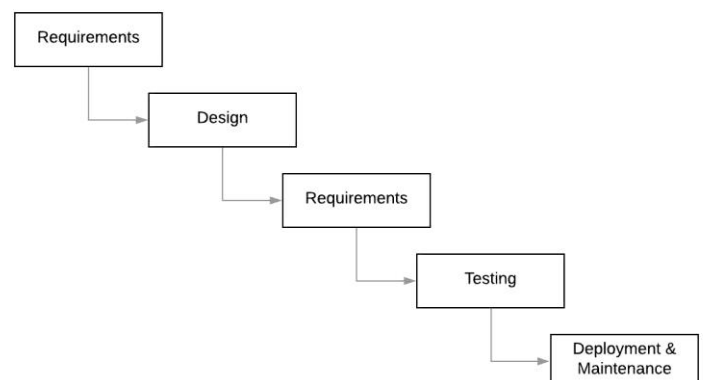 Requirements
Design
Requirements
Testing
Deployment &
Maintenance